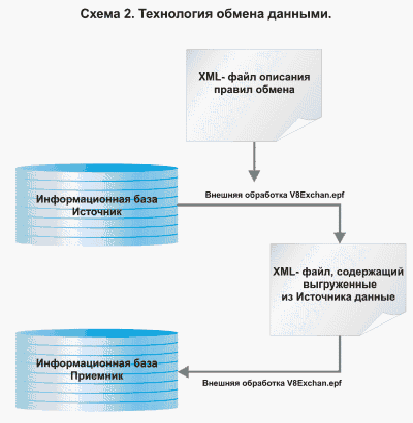 Схема 2. Технология обмена данными.
XML- файл описания
правил обмена
Внешняя обработка V8Exchan.epf
Информационная база
Источник
XML- файл, содержащий
выгруженные
из Источника данные
Информационная база
Приемник
Внешняя обработка V8Exchan.epf